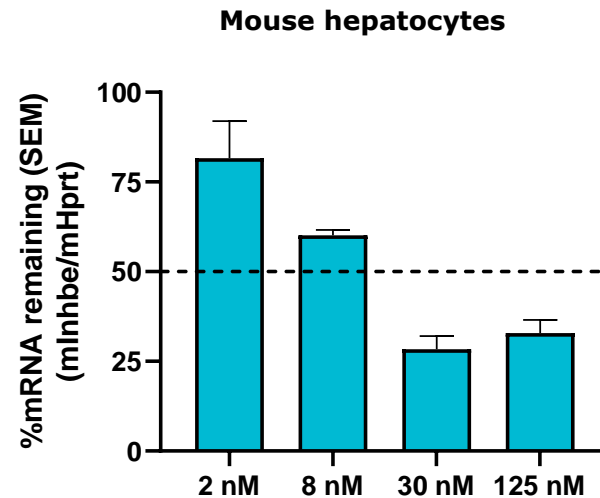 Mouse hepatocytes
%mRNA remaining (SEM)
(mInhbe/mHprt)
100
75
50
25
0
2 nM
8 nM
30 nM
125 nM